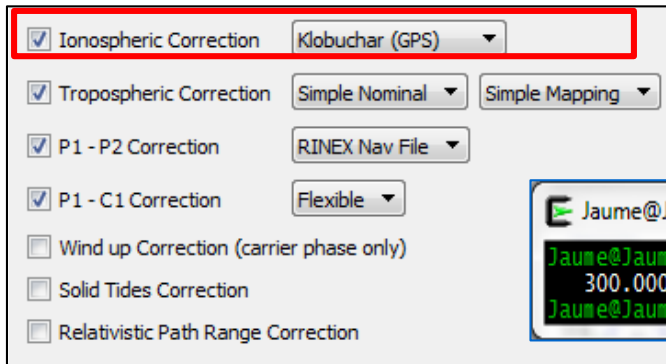 Ionospheric Correction Klobuchar (GPS)
Tropospheric Correction Simple Nominal Simple Mapping
P1 - P2 Correction RINEX Nav File
P1 - C1 Correction Flexible
Jaume@J
Wind up Correction (carrier phase only)
Jaume@Jaum
Solid Tides Correction
300.000
Jaume@Jaum
Relativistic Path Range Correction